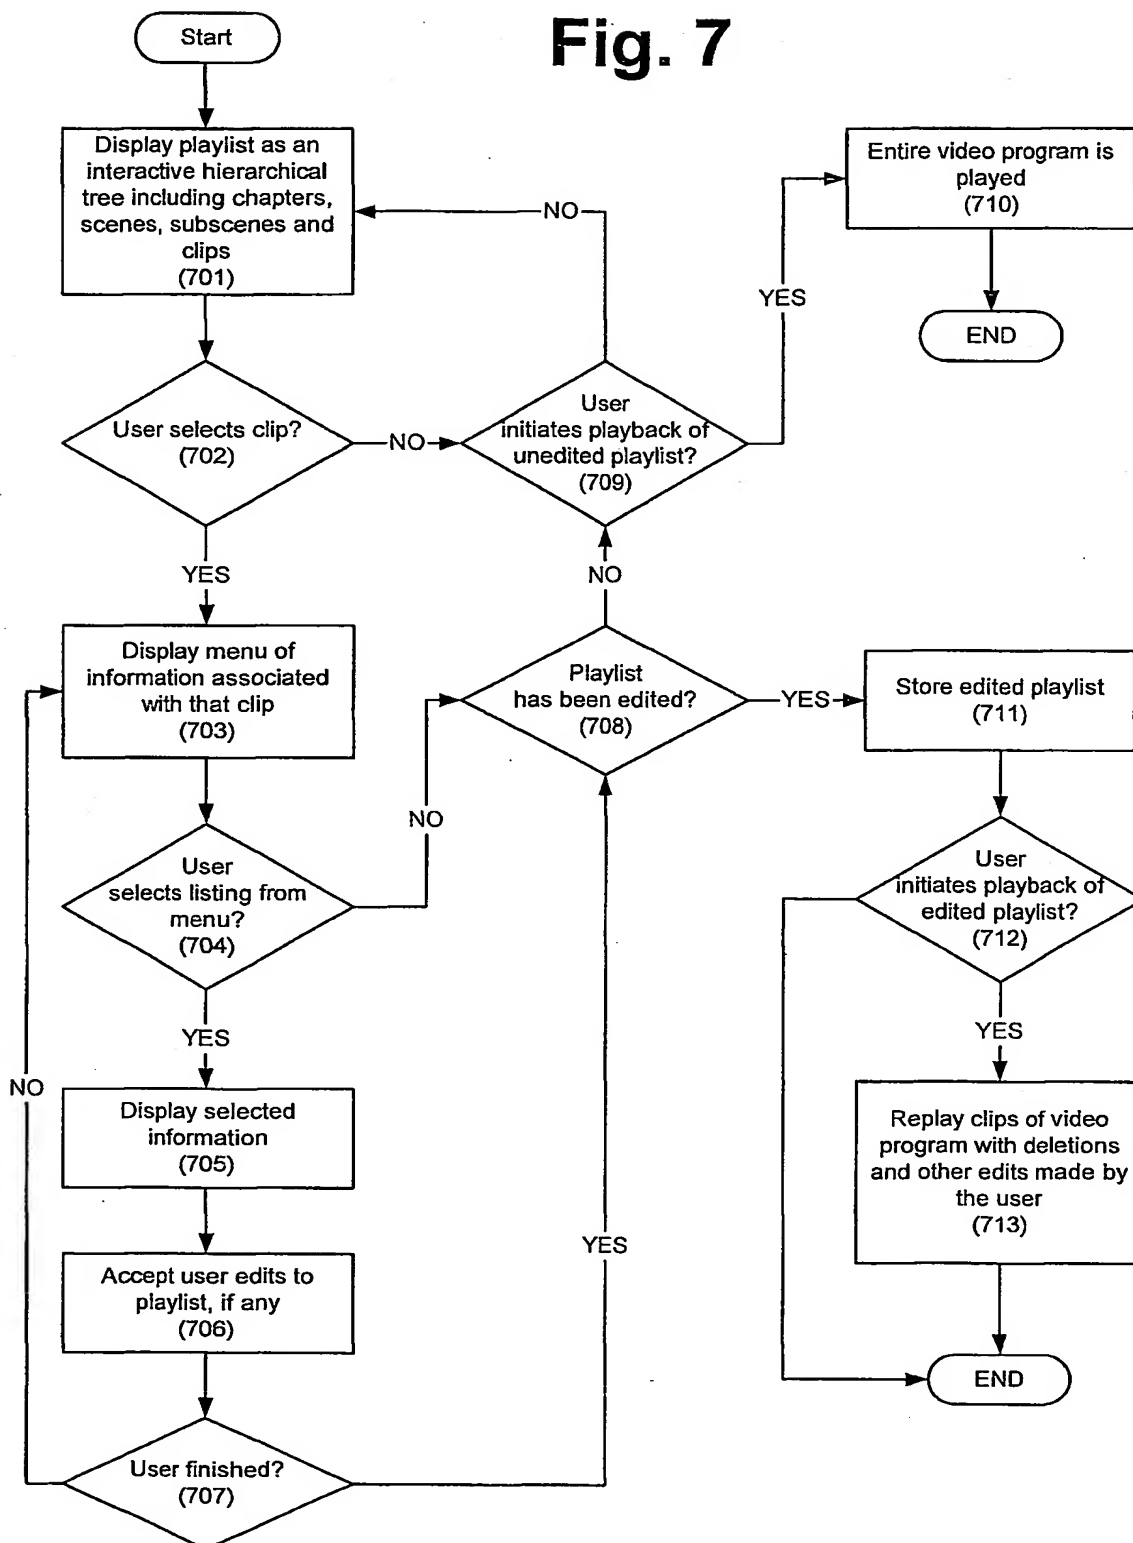 Fig. 7
Start
Display playlist as an
interactive hierarchical
tree including chapters,
scenes, subscenes and
clips
(701)
NO
Entire video program is
played
(710)
YES
END
User selects clip?
(702)
NO
User
initiates playback of
unedited playlist?
(709)
YES
NO
Display menu of
information associated
with that clip
(703)
Playlist
has been edited?
(708)
YES
Store edited playlist
(711)
NO
User
selects listing from
menu?
(704)
User
initiates playback of
edited playlist?
(712)
YES
YES
NO
Display selected
information
(705)
Replay clips of video
program with deletions
and other edits made by
the user
(713)
YES
Accept user edits to
playlist, if any
(706)
END
User finished?
(707)